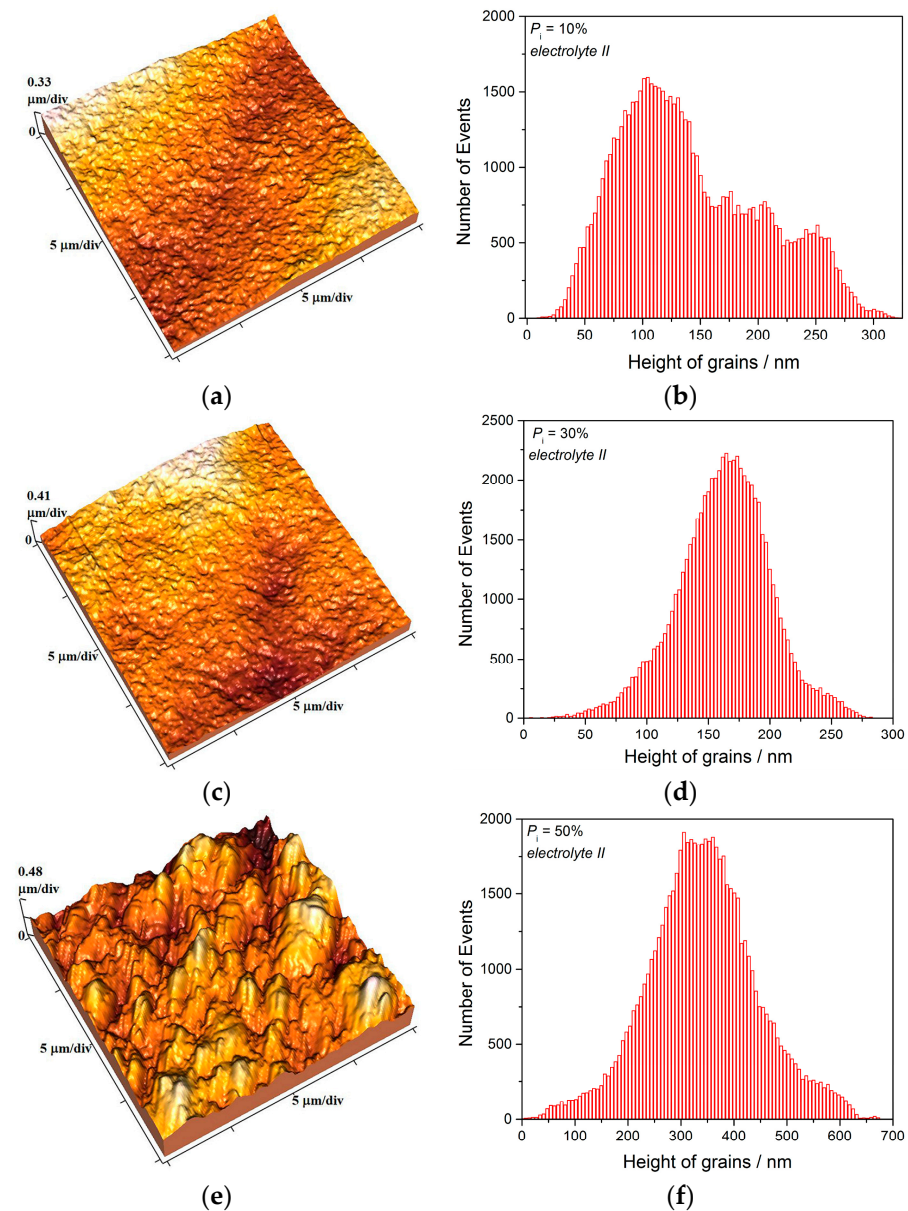 0.33
μm/div
0
5 μm/div
5 μm/div
(a)
P_i = 10%
electrolyte II
Number of Events
2000
1500
1000
500
0
0 50 100 150 200 250 300
Height of grains / nm
(b)
0.41
μm/div
0
5 μm/div
5 μm/div
(c)
P_i = 30%
electrolyte II
Number of Events
2500
2000
1500
1000
500
0
50 100 150 200 250 300
Height of grains / nm
(d)
0.48
μm/div
0
5 μm/div
5 μm/div
(e)
P_i = 50%
electrolyte II
Number of Events
2000
1500
1000
500
0
0 100 200 300 400 500 600 700
Height of grains / nm
(f)